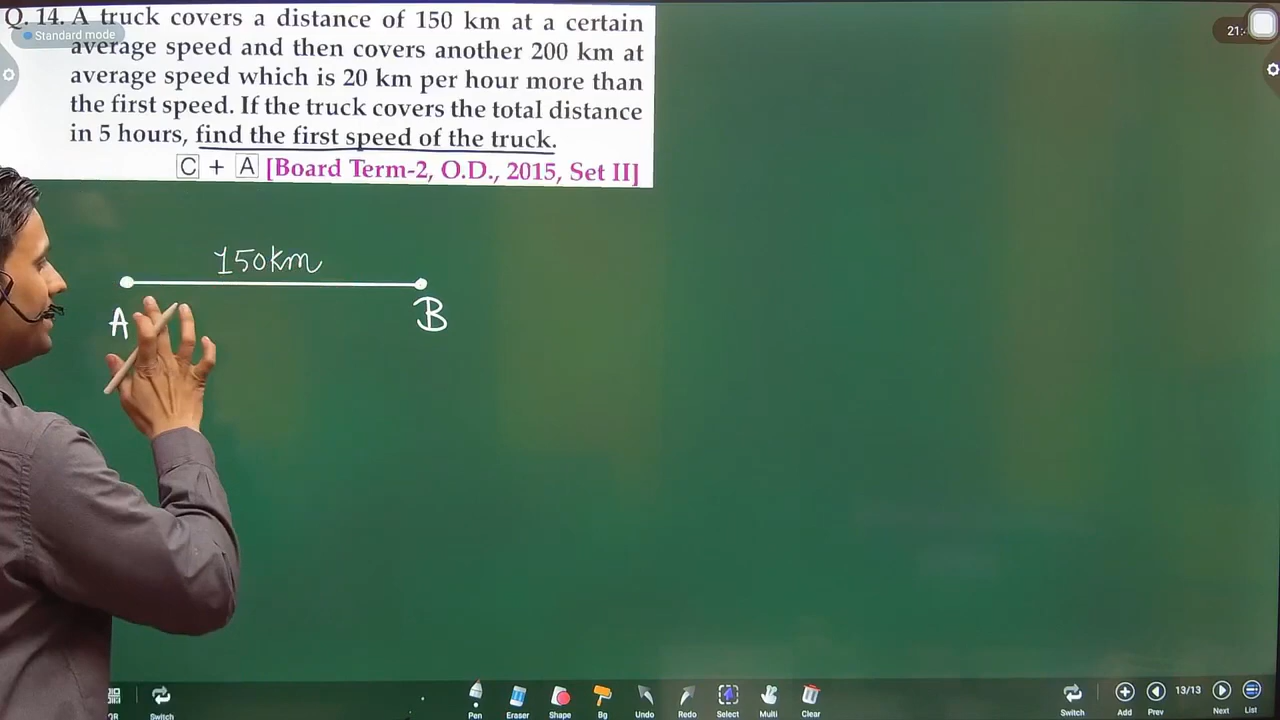 Q. 14. A truck covers a distance of 150 km at a certain
Standard mode
average speed and then covers another 200 km at
average speed which is 20 km per hour more than
the first speed. If the truck covers the total distance
in 5 hours, find the first speed of the truck.
C + A [Board Term-2, O.D., 2015, Set II]
21:
150km
A
B
Switch
Pen
Eraser
Shape
Bg
Undo
Redo
Select
Multi
Clear
Switch
Add
Prev
13/13
Next
List